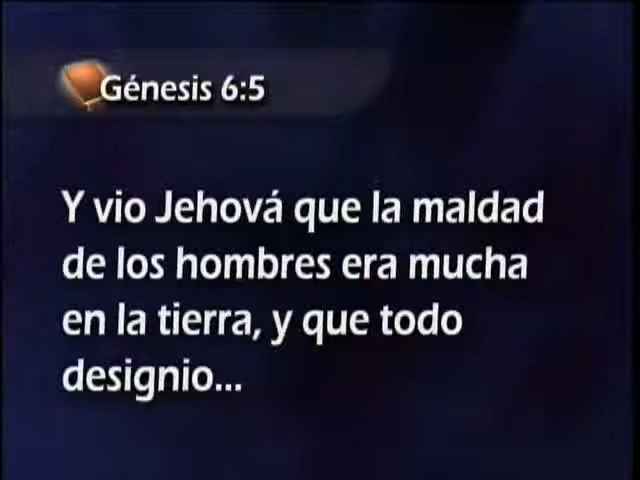 Génesis 6:5
Y vio Jehová que la maldad
de los hombres era mucha
en la tierra, y que todo
designio...